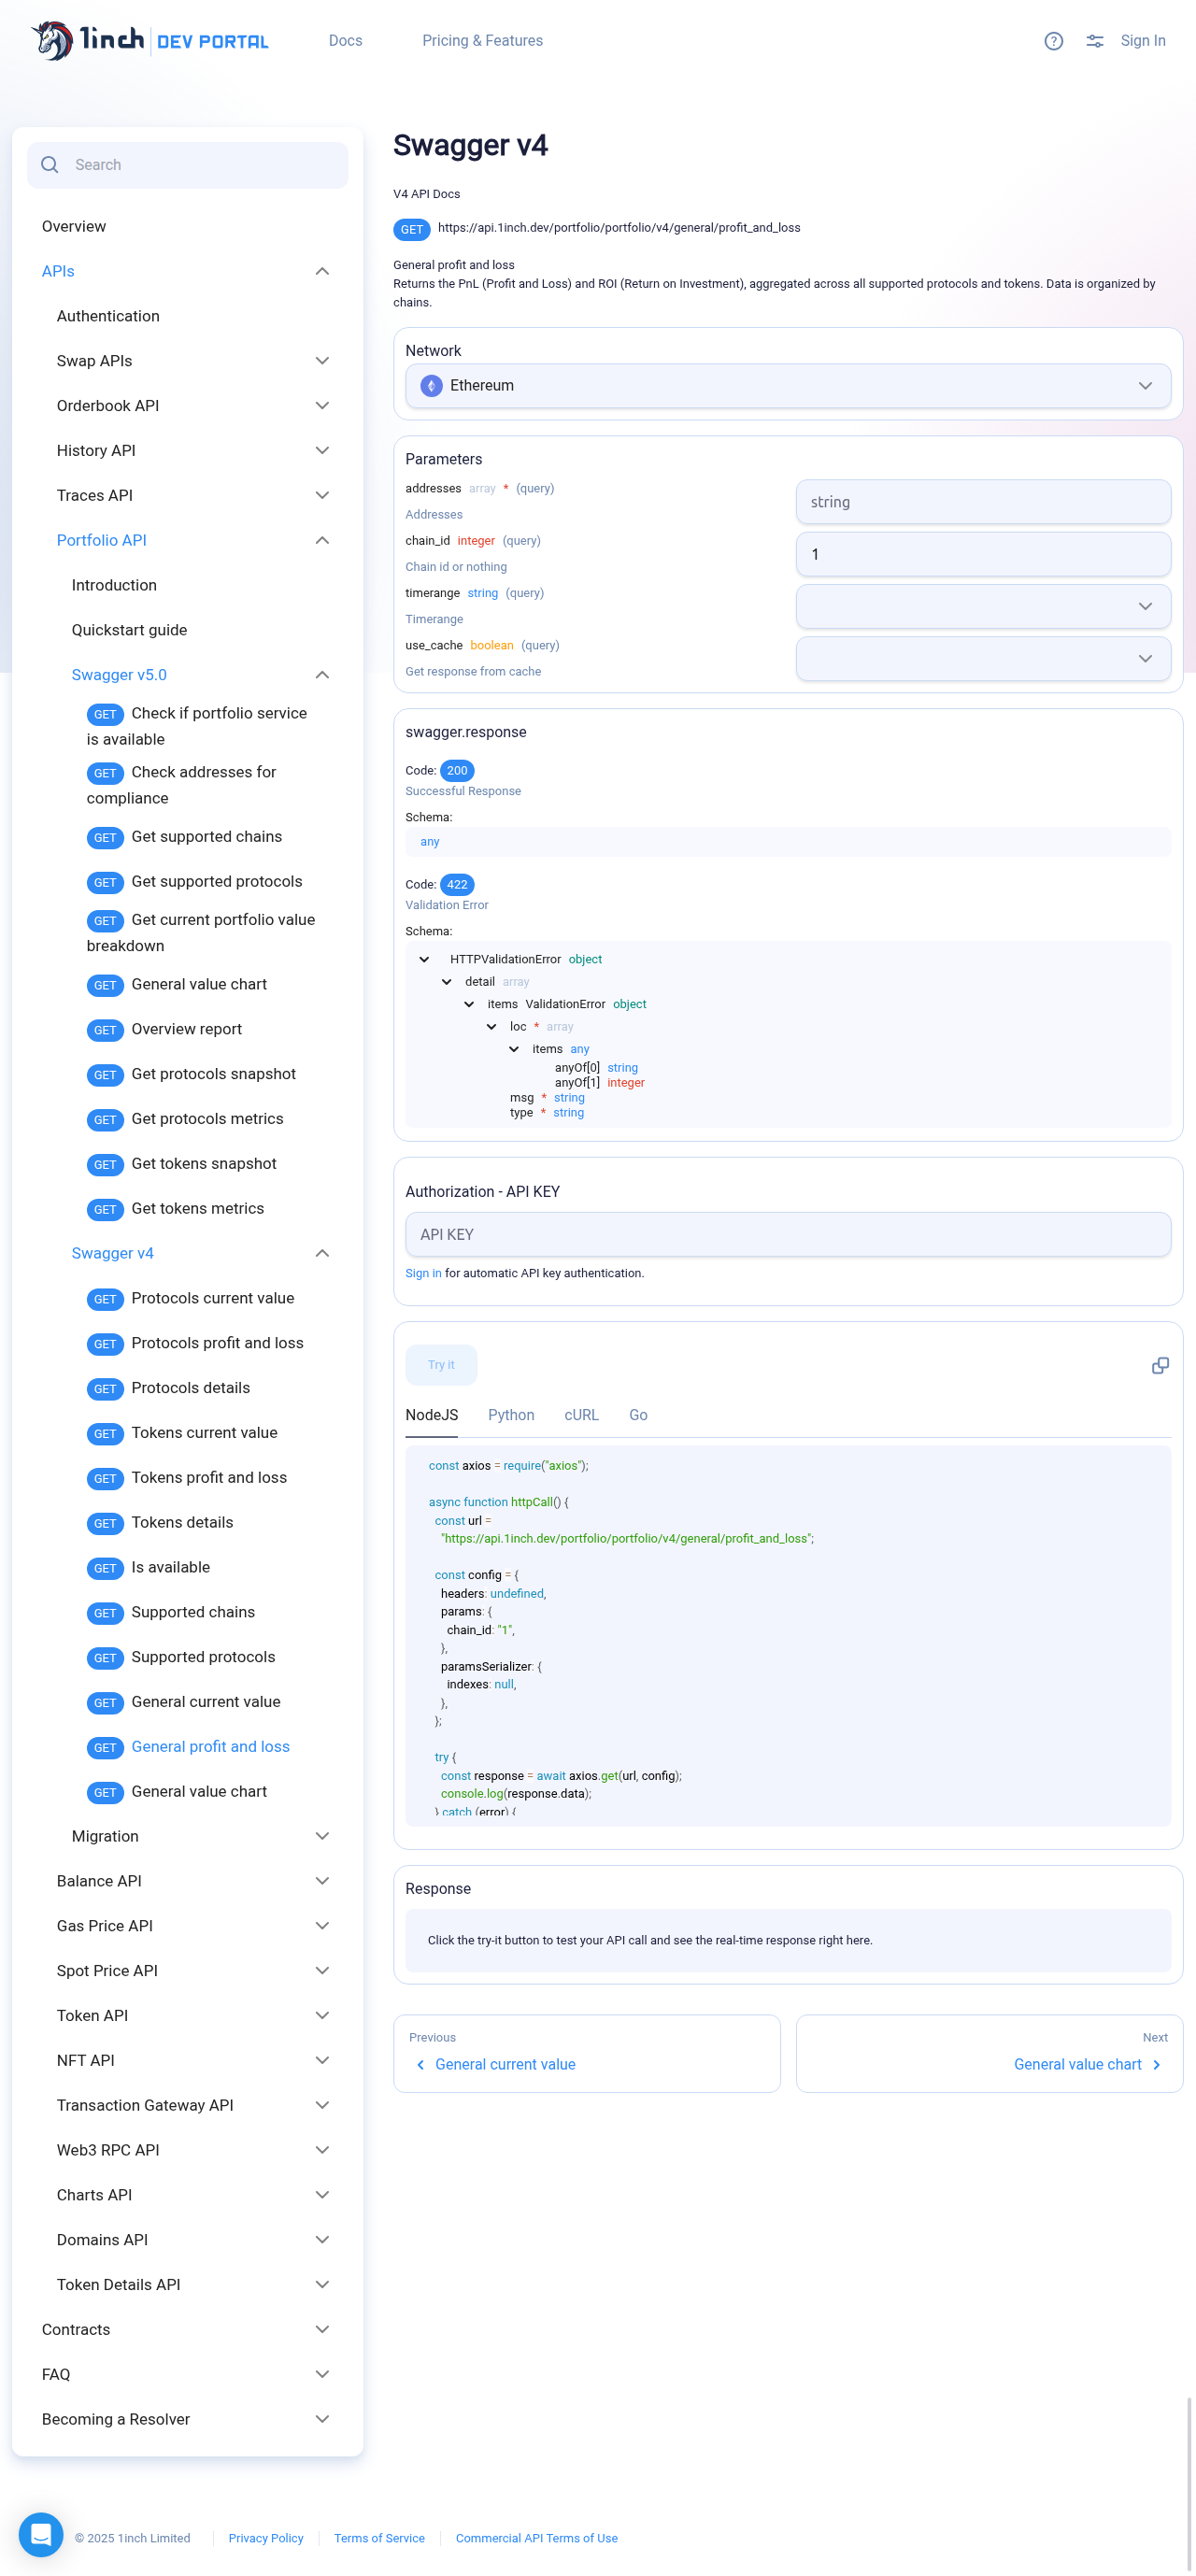 1inch DEV PORTAL
Docs
Pricing & Features
Sign In
Search
Overview
APIs
Authentication
Swap APIs
Orderbook API
History API
Traces API
Portfolio API
Introduction
Quickstart guide
Swagger v5.0
GET Check if portfolio service
is available
GET Check addresses for
compliance
GET Get supported chains
GET Get supported protocols
GET Get current portfolio value
breakdown
GET General value chart
GET Overview report
GET Get protocols snapshot
GET Get protocols metrics
GET Get tokens snapshot
GET Get tokens metrics
Swagger v4
GET Protocols current value
GET Protocols profit and loss
GET Protocols details
GET Tokens current value
GET Tokens profit and loss
GET Tokens details
GET Is available
GET Supported chains
GET Supported protocols
GET General current value
GET General profit and loss
GET General value chart
Migration
Balance API
Gas Price API
Spot Price API
Token API
NFT API
Transaction Gateway API
Web3 RPC API
Charts API
Domains API
Token Details API
Contracts
FAQ
Becoming a Resolver
Swagger v4
V4 API Docs
GET https://api.1inch.dev/portfolio/portfolio/v4/general/profit_and_loss
General profit and loss
Returns the PnL (Profit and Loss) and ROI (Return on Investment), aggregated across all supported protocols and tokens. Data is organized by
chains.
Network
Ethereum
Parameters
addresses array * (query)
Addresses
string
chain_id integer (query)
Chain id or nothing
1
timerange string (query)
Timerange
use_cache boolean (query)
Get response from cache
swagger.response
Code: 200
Successful Response
Schema:
any
Code: 422
Validation Error
Schema:
HTTPValidationError object
detail array
items ValidationError object
loc * array
items any
anyOf[0] string
anyOf[1] integer
msg * string
type * string
Authorization - API KEY
API KEY
Sign in for automatic API key authentication.
Try it
NodeJS Python cURL Go
const axios = require("axios");
async function httpCall() {
const url =
"https://api.1inch.dev/portfolio/portfolio/v4/general/profit_and_loss";
const config = {
headers: undefined,
params: {
chain_id: "1",
},
paramsSerializer: {
indexes: null,
},
};
try {
const response = await axios.get(url, config);
console.log(response.data);
} catch (error) {
Response
Click the try-it button to test your API call and see the real-time response right here.
Previous
General current value
Next
General value chart
© 2025 1inch Limited
Privacy Policy
Terms of Service
Commercial API Terms of Use